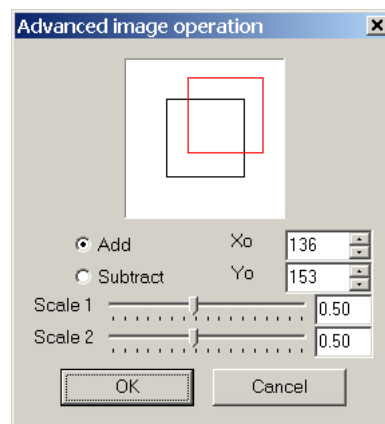 Advanced image operation
Add Xo 136
Subtract Yo 153
Scale 1 0.50
Scale 2 0.50
OK Cancel